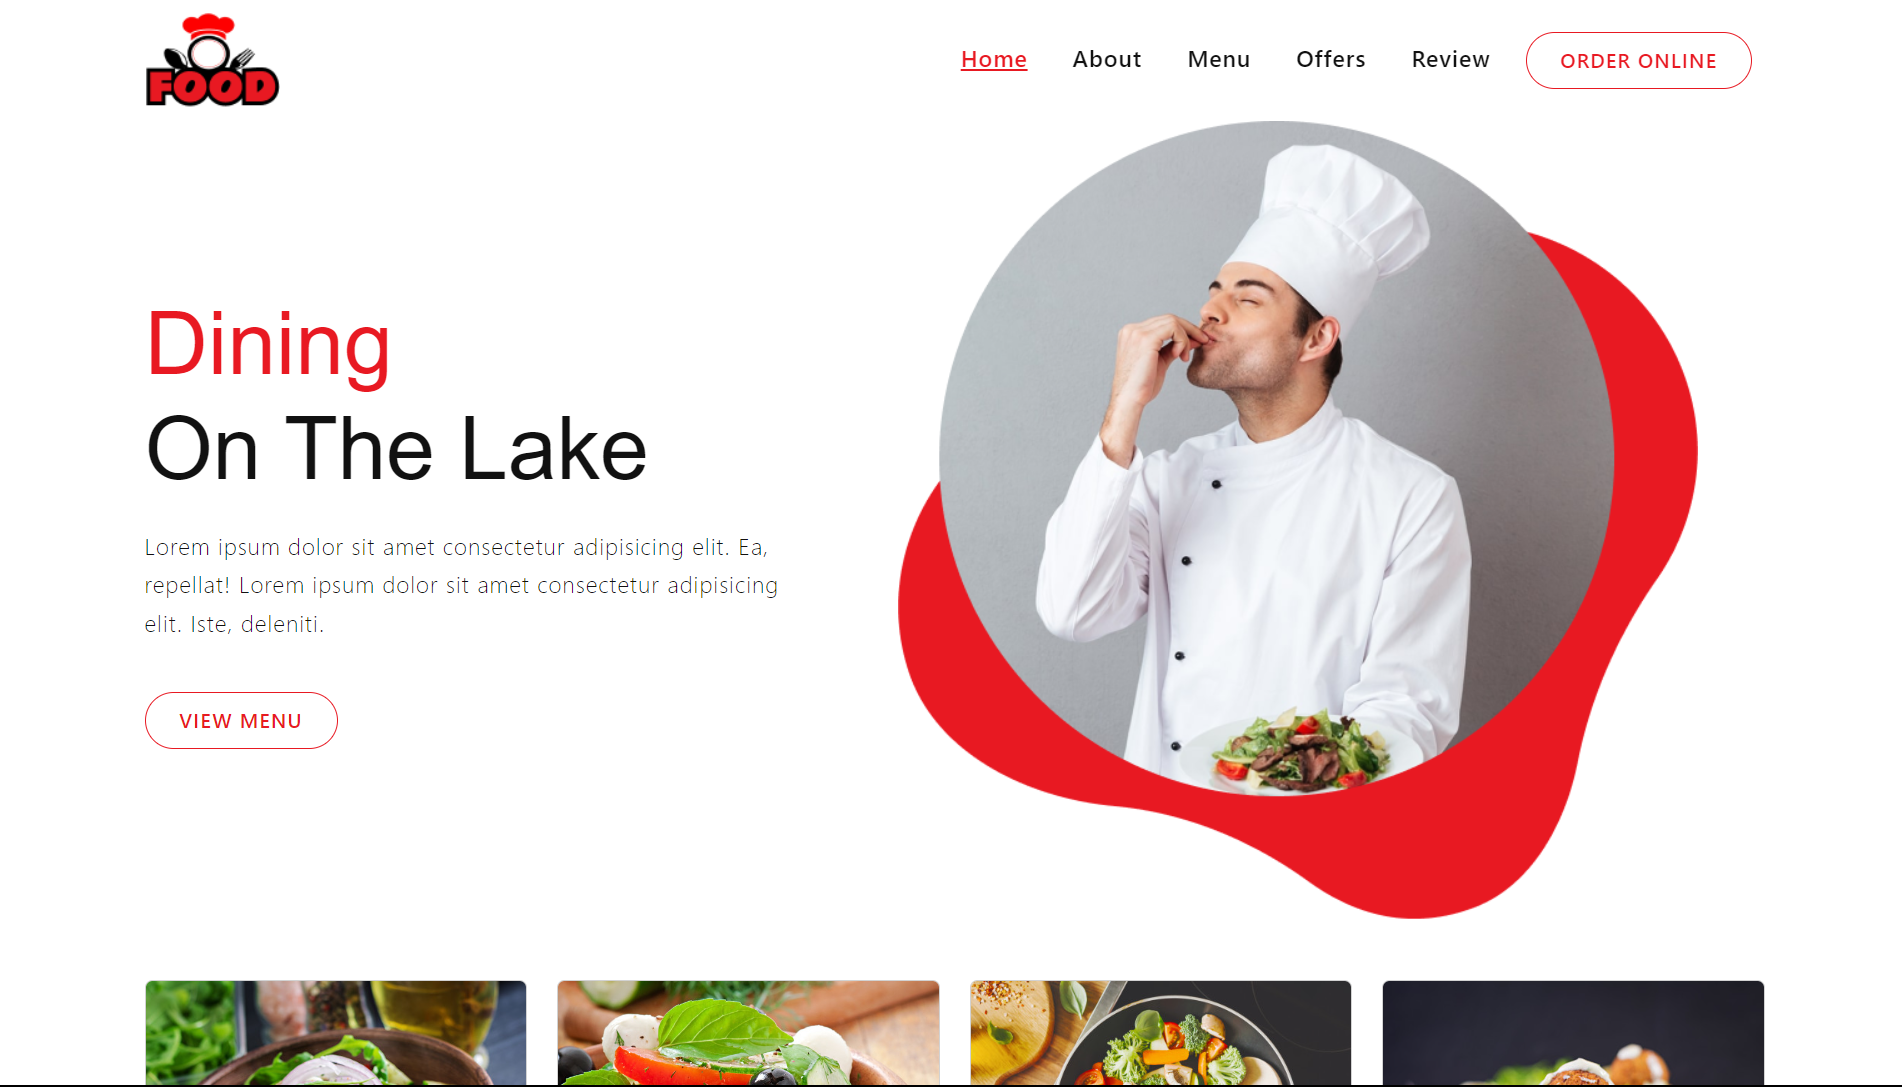 FOOD
Home About Menu Offers Review ORDER ONLINE
Dining
On The Lake
Lorem ipsum dolor sit amet consectetur adipisicing elit. Ea,
repellat! Lorem ipsum dolor sit amet consectetur adipisicing
elit. Iste, deleniti.
VIEW MENU